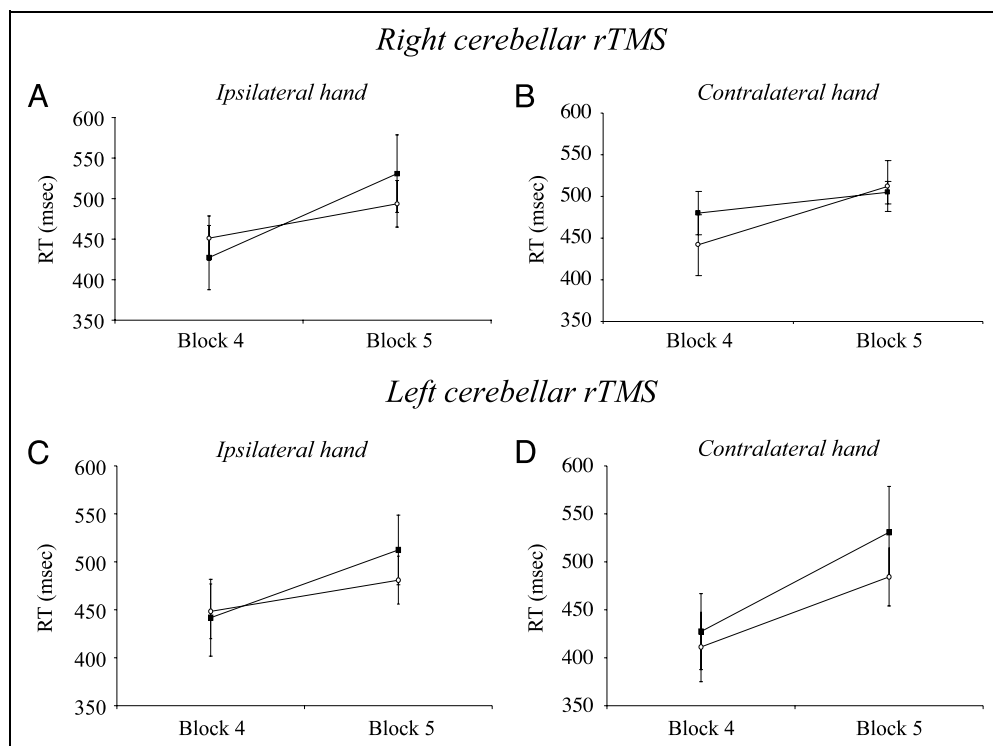 Right cerebellar rTMS
A
Ipsilateral hand
600
550
500
450
400
350
RT (msec)
Block 4
Block 5
B
Contralateral hand
600
550
500
450
400
350
RT (msec)
Block 4
Block 5
Left cerebellar rTMS
C
Ipsilateral hand
600
550
500
450
400
350
RT (msec)
Block 4
Block 5
D
Contralateral hand
600
550
500
450
400
350
RT (msec)
Block 4
Block 5